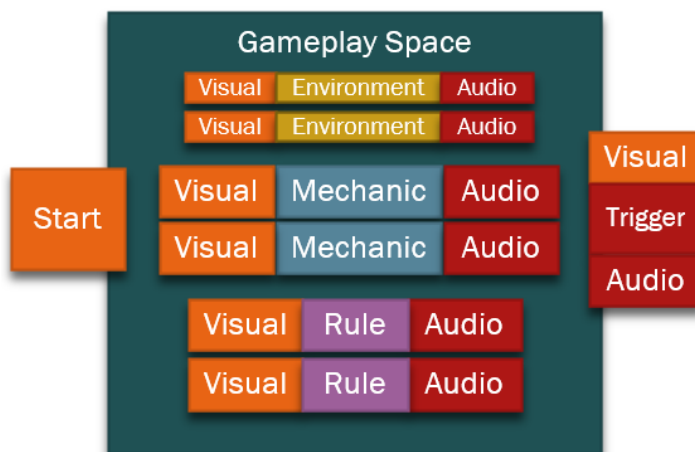 Gameplay Space
Visual Environment Audio
Visual Environment Audio
Start
Visual Mechanic Audio
Visual Mechanic Audio
Visual Rule Audio
Visual Rule Audio
Visual
Trigger
Audio